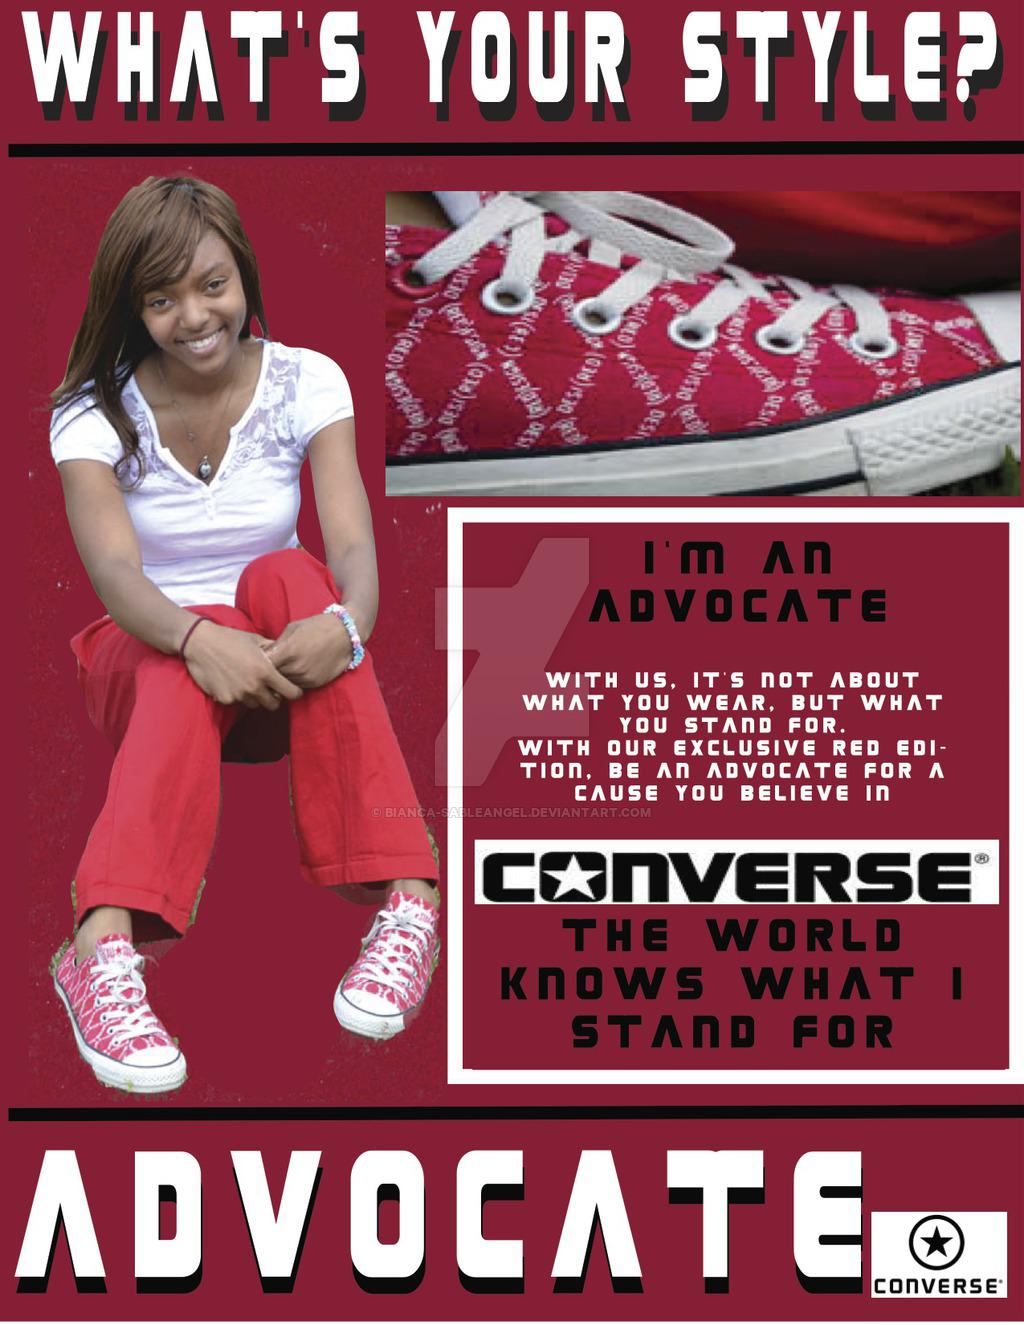 WHAT'S YOUR STYLE?
I'M AN
ADVOCATE
WITH US, IT'S NOT ABOUT
WHAT YOU WEAR, BUT WHAT
YOU STAND FOR.
WITH OUR EXCLUSIVE RED EDI-
TION, BE AN ADVOCATE FOR A
CAUSE YOU BELIEVE IN
© BIANCA-SABLEANGEL.DEVIANTART.COM
CONVERSE®
THE WORLD
KNOWS WHAT I
STAND FOR
ADVOCATE
CONVERSE®